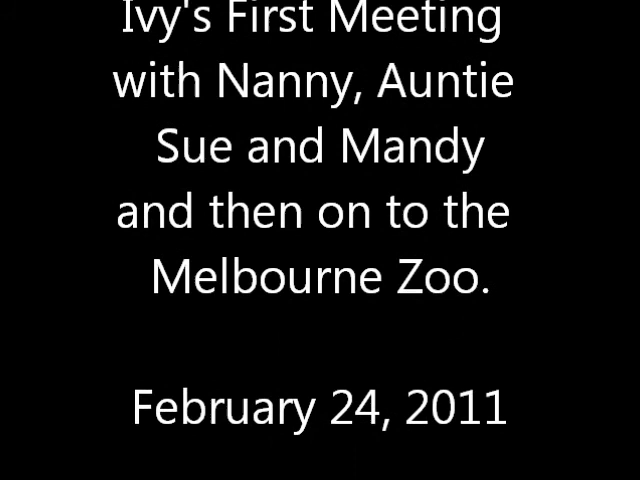 Ivy's First Meeting
with Nanny, Auntie
Sue and Mandy
and then on to the
Melbourne Zoo.
February 24, 2011